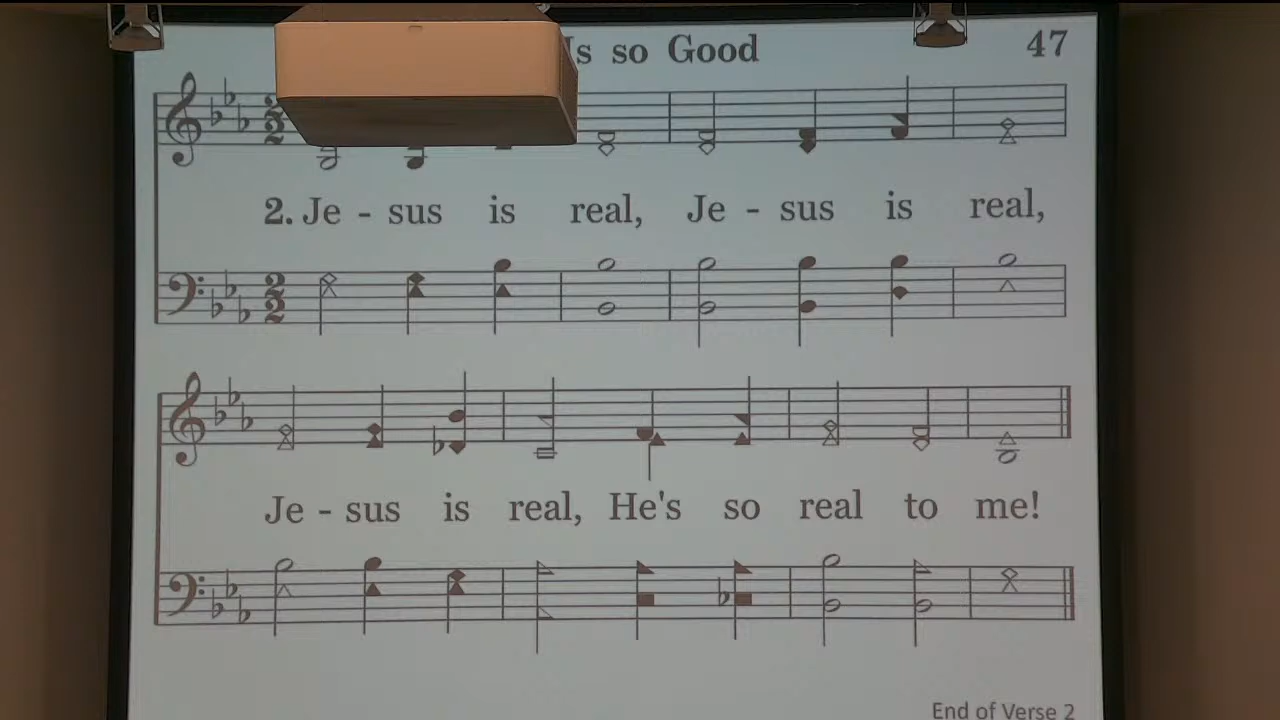 s so Good 47
2. Je - sus is real, Je - sus is real,
Je - sus is real, He's so real to me!
End of Verse 2